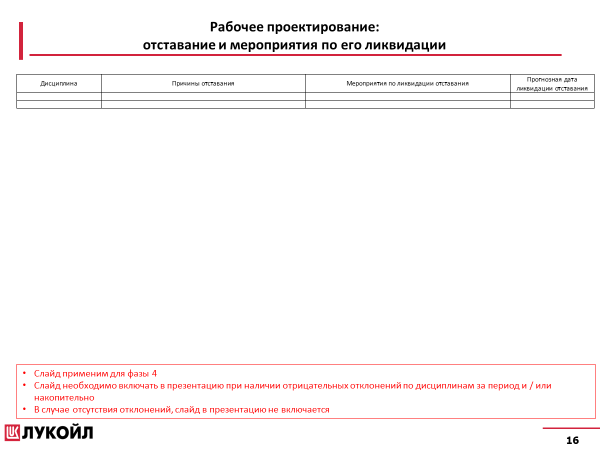 Рабочее проектирование:
отставание и мероприятия по его ликвидации
Дисциплина
Причины отставания
Мероприятия по ликвидации отставания
Прогнозная дата
ликвидации отставания
• Слайд применим для фазы 4
• Слайд необходимо включать в презентацию при наличии отрицательных отклонений по дисциплинам за период и / или
накопительно
• В случае отсутствия отклонений, слайд в презентацию не включается
ЛУКОЙЛ
16